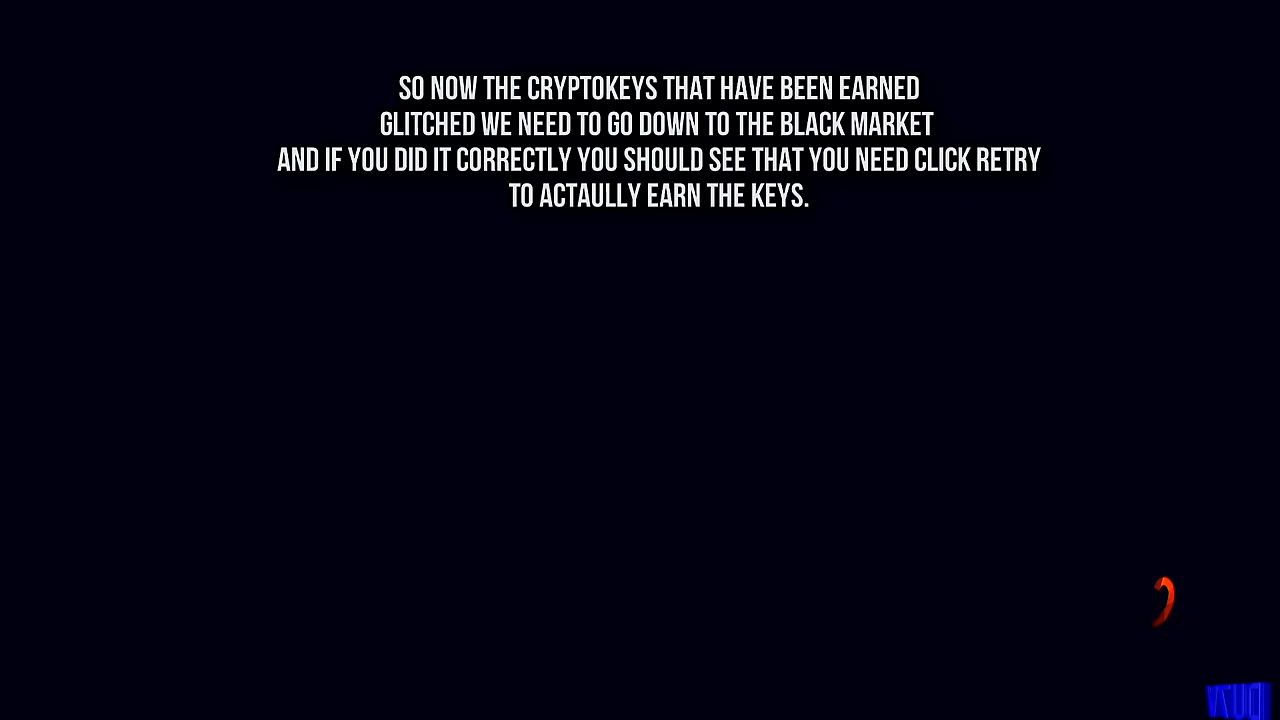 SO NOW THE CRYPTOKEYS THAT HAVE BEEN EARNED
GLITCHED WE NEED TO GO DOWN TO THE BLACK MARKET
AND IF YOU DID IT CORRECTLY YOU SHOULD SEE THAT YOU NEED CLICK RETRY
TO ACTAULLY EARN THE KEYS.